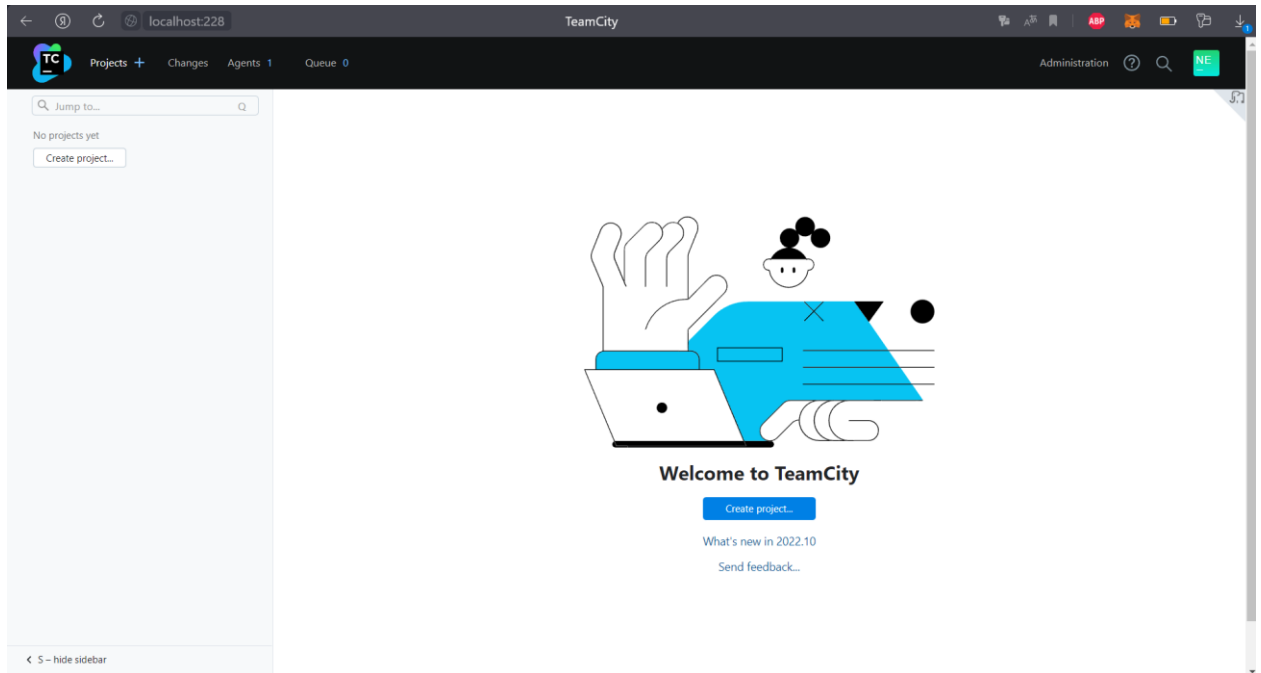 Я localhost:228 TeamCity ABP 1
TC Projects + Changes Agents 1 Queue 0 Administration ? NE
Jump to... Q
No projects yet
Create project...
Welcome to TeamCity
Create project...
What's new in 2022.10
Send feedback...
S – hide sidebar